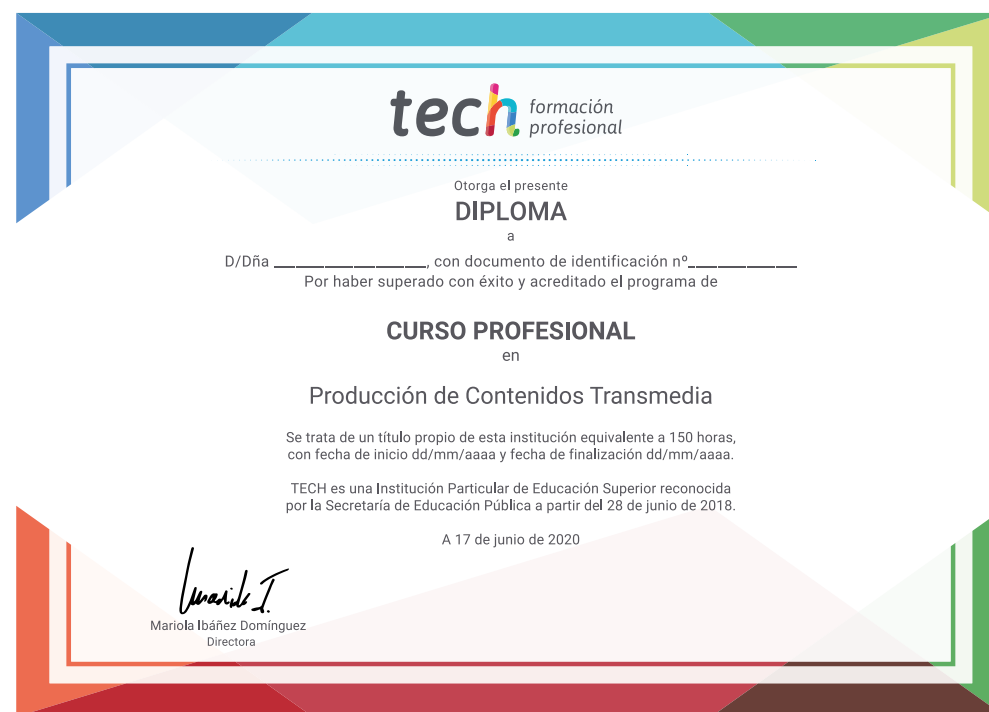 tech formación
profesional
Otorga el presente
DIPLOMA
a
D/Dña ______________, con documento de identificación nº__________
Por haber superado con éxito y acreditado el programa de
CURSO PROFESIONAL
en
Producción de Contenidos Transmedia
Se trata de un título propio de esta institución equivalente a 150 horas,
con fecha de inicio dd/mm/aaaa y fecha de finalización dd/mm/aaaa.
TECH es una Institución Particular de Educación Superior reconocida
por la Secretaría de Educación Pública a partir del 28 de junio de 2018.
A 17 de junio de 2020
Mariola Ibáñez Domínguez
Directora